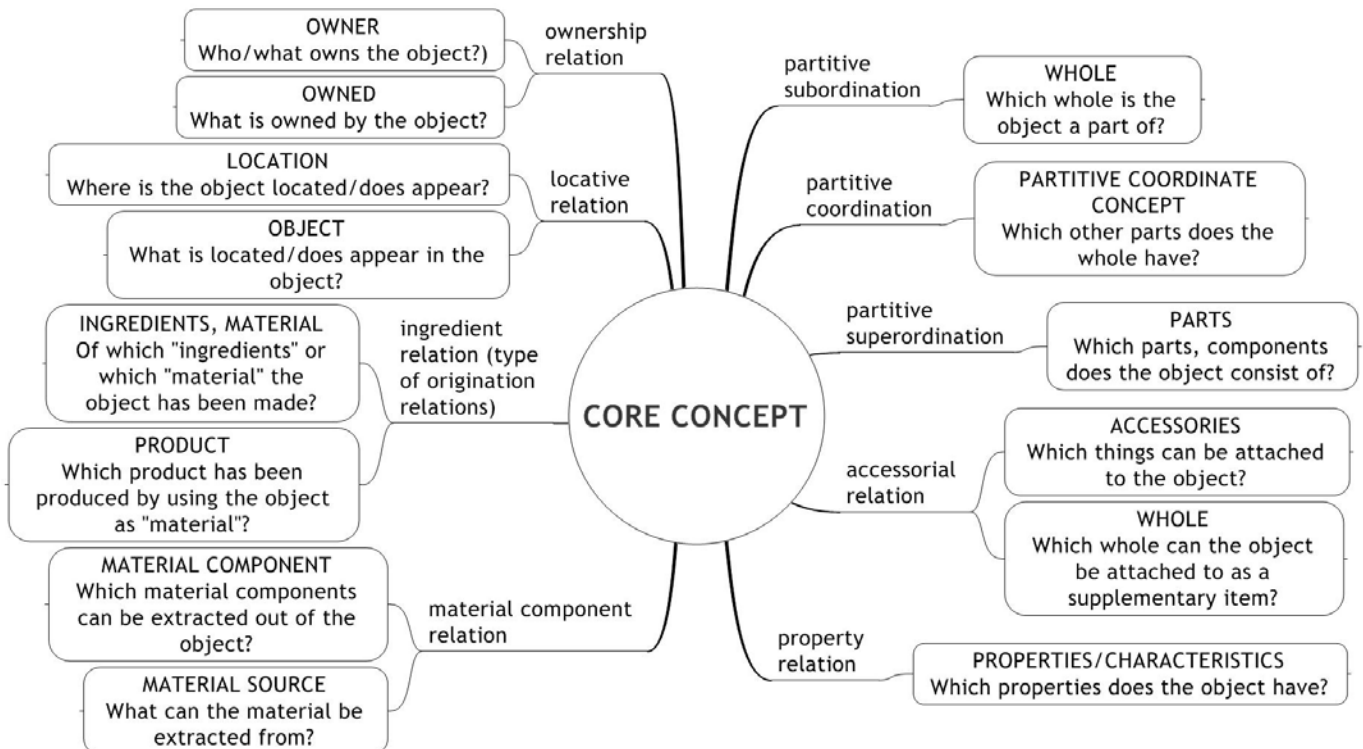 OWNER
Who/what owns the object?)
OWNED
What is owned by the object?
ownership
relation
LOCATION
Where is the object located/does appear?
OBJECT
What is located/does appear in the
object?
locative
relation
INGREDIENTS, MATERIAL
Of which "ingredients" or
which "material" the
object has been made?
PRODUCT
Which product has been
produced by using the object
as "material"?
ingredient
relation (type
of origination
relations)
MATERIAL COMPONENT
Which material components
can be extracted out of the
object?
MATERIAL SOURCE
What can the material be
extracted from?
material component
relation
CORE CONCEPT
partitive
subordination
WHOLE
Which whole is the
object a part of?
partitive
coordination
PARTITIVE COORDINATE
CONCEPT
Which other parts does the
whole have?
partitive
superordination
PARTS
Which parts, components
does the object consist of?
accessorial
relation
ACCESSORIES
Which things can be attached
to the object?
WHOLE
Which whole can the object
be attached to as a
supplementary item?
property
relation
PROPERTIES/CHARACTERISTICS
Which properties does the object have?